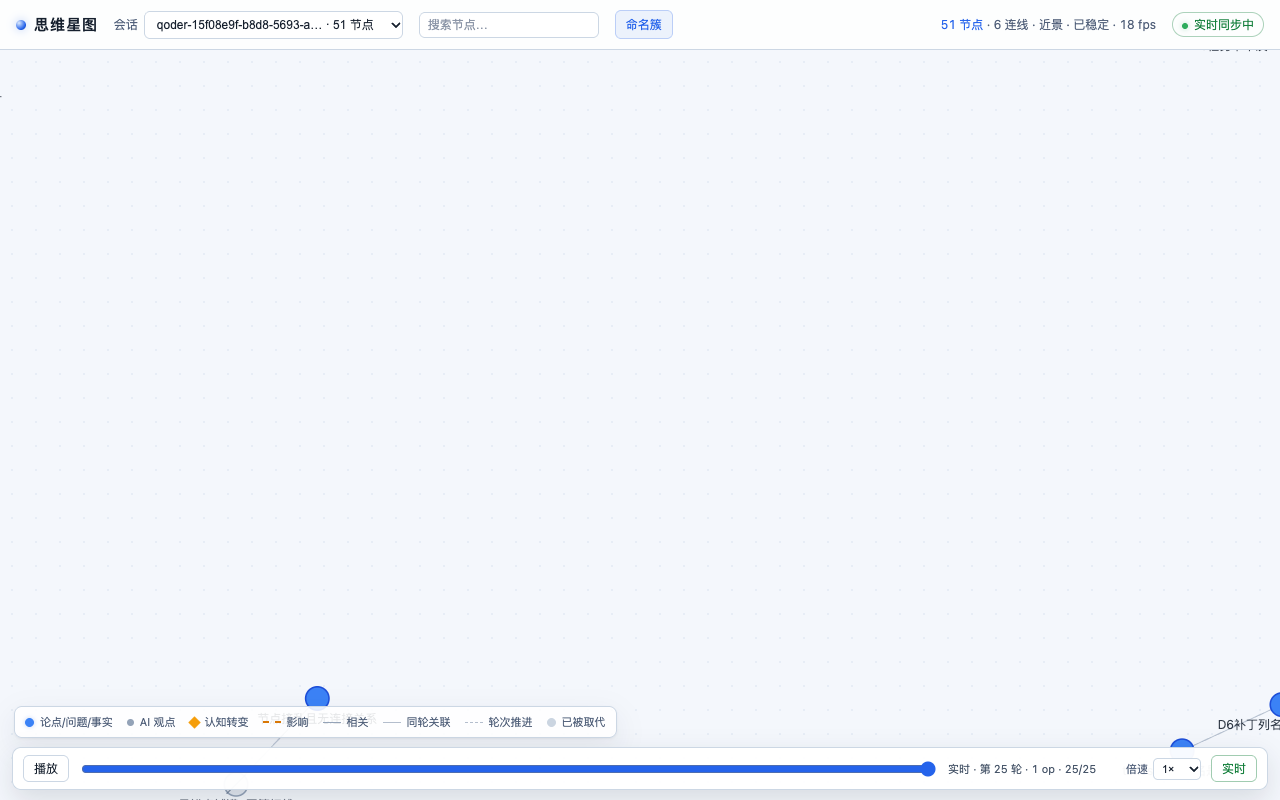 思维星图
会话
qoder-15f08e9f-b8d8-5693-a… · 51 节点
搜索节点…
命名簇
51 节点 · 6 连线 · 近景 · 已稳定 · 18 fps
实时同步中
论点/问题/事实
AI 观点
认知转变
影响
相关
同轮关联
轮次推进
已被取代
D6补丁列名
播放
实时 · 第 25 轮 · 1 op · 25/25
倍速
1×
实时